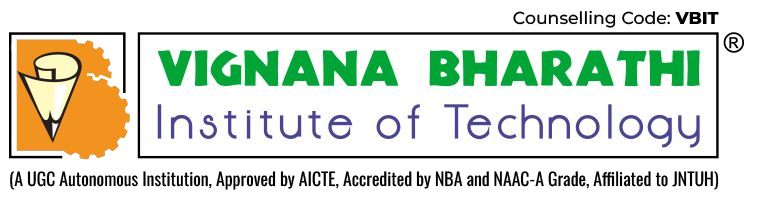 Counselling Code: VBIT
VIGNANA BHARATHI ®
Institute of Technology
(A UGC Autonomous Institution, Approved by AICTE, Accredited by NBA and NAAC-A Grade, Affiliated to JNTUH)